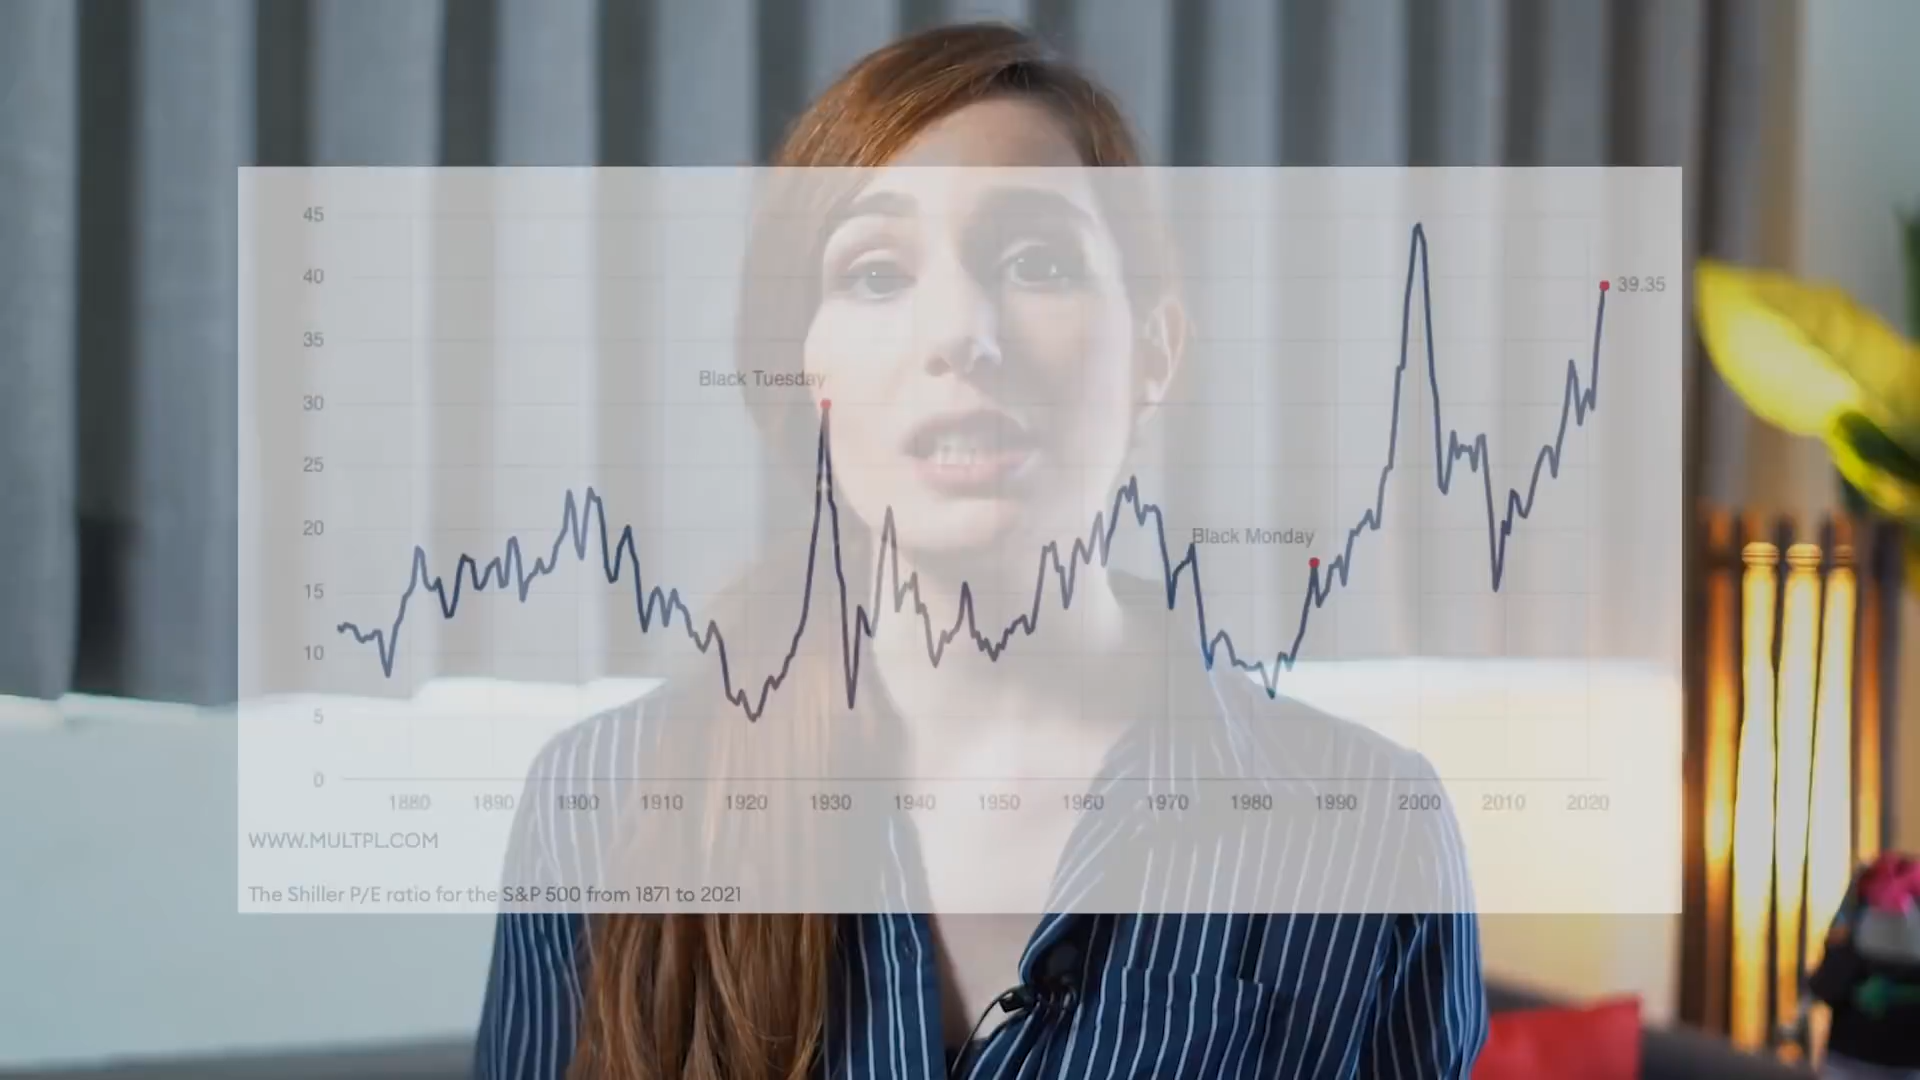 45
40
39.35
35
Black Tuesday
30
25
20
Black Monday
15
10
5
0
1880 1890 1900 1910 1920 1930 1940 1950 1960 1970 1980 1990 2000 2010 2020
WWW.MULTPL.COM
The Shiller P/E ratio for the S&P 500 from 1871 to 2021